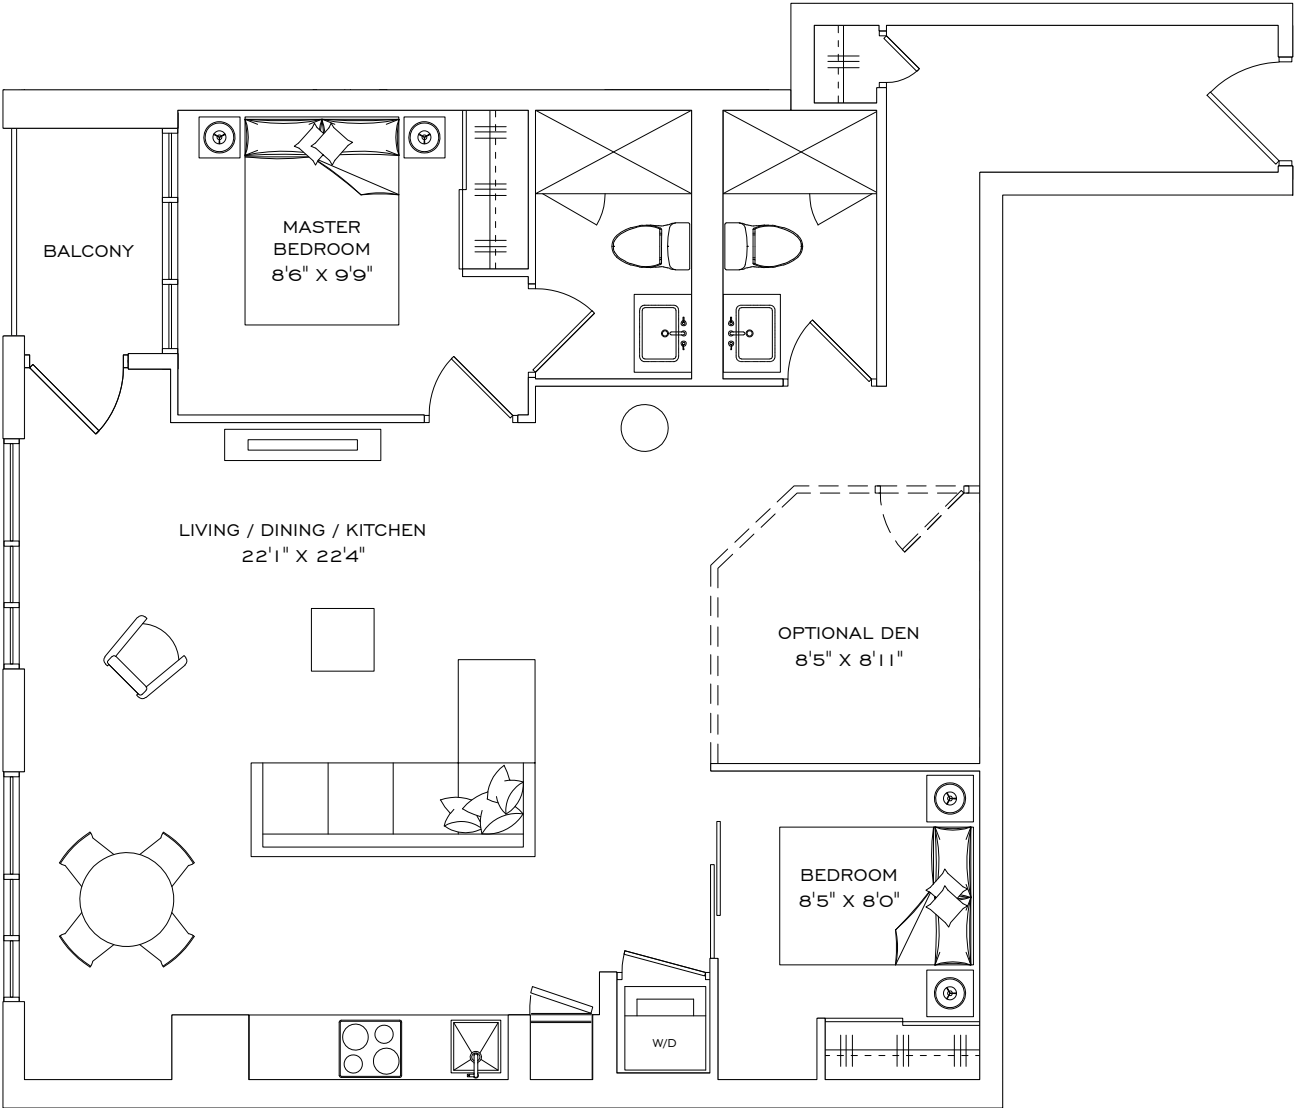 MASTER
BEDROOM
8'6" X 9'9"
BALCONY
LIVING / DINING / KITCHEN
22'1" X 22'4"
OPTIONAL DEN
8'5" X 8'11"
BEDROOM
8'5" X 8'0"
W/D